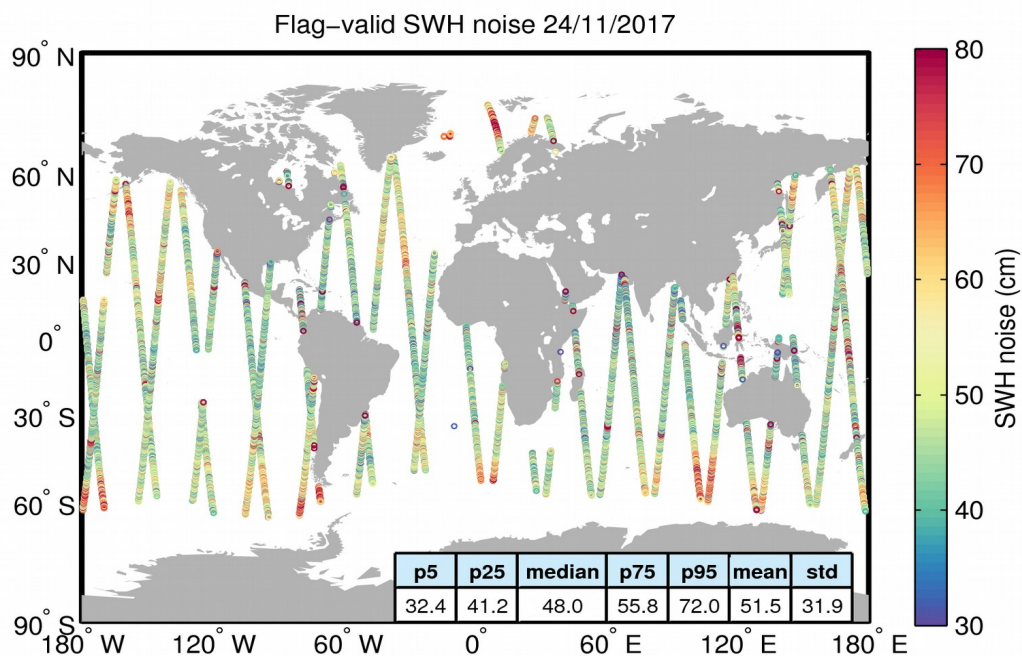 Flag−valid SWH noise 24/11/2017
90° N
60° N
30° N
0°
30° S
60° S
90° S
180° W
120° W
60° W
0°
60° E
120° E
180° E
p5 p25 median p75 p95 mean std
32.4 41.2 48.0 55.8 72.0 51.5 31.9
80
70
60
50
40
30
SWH noise (cm)